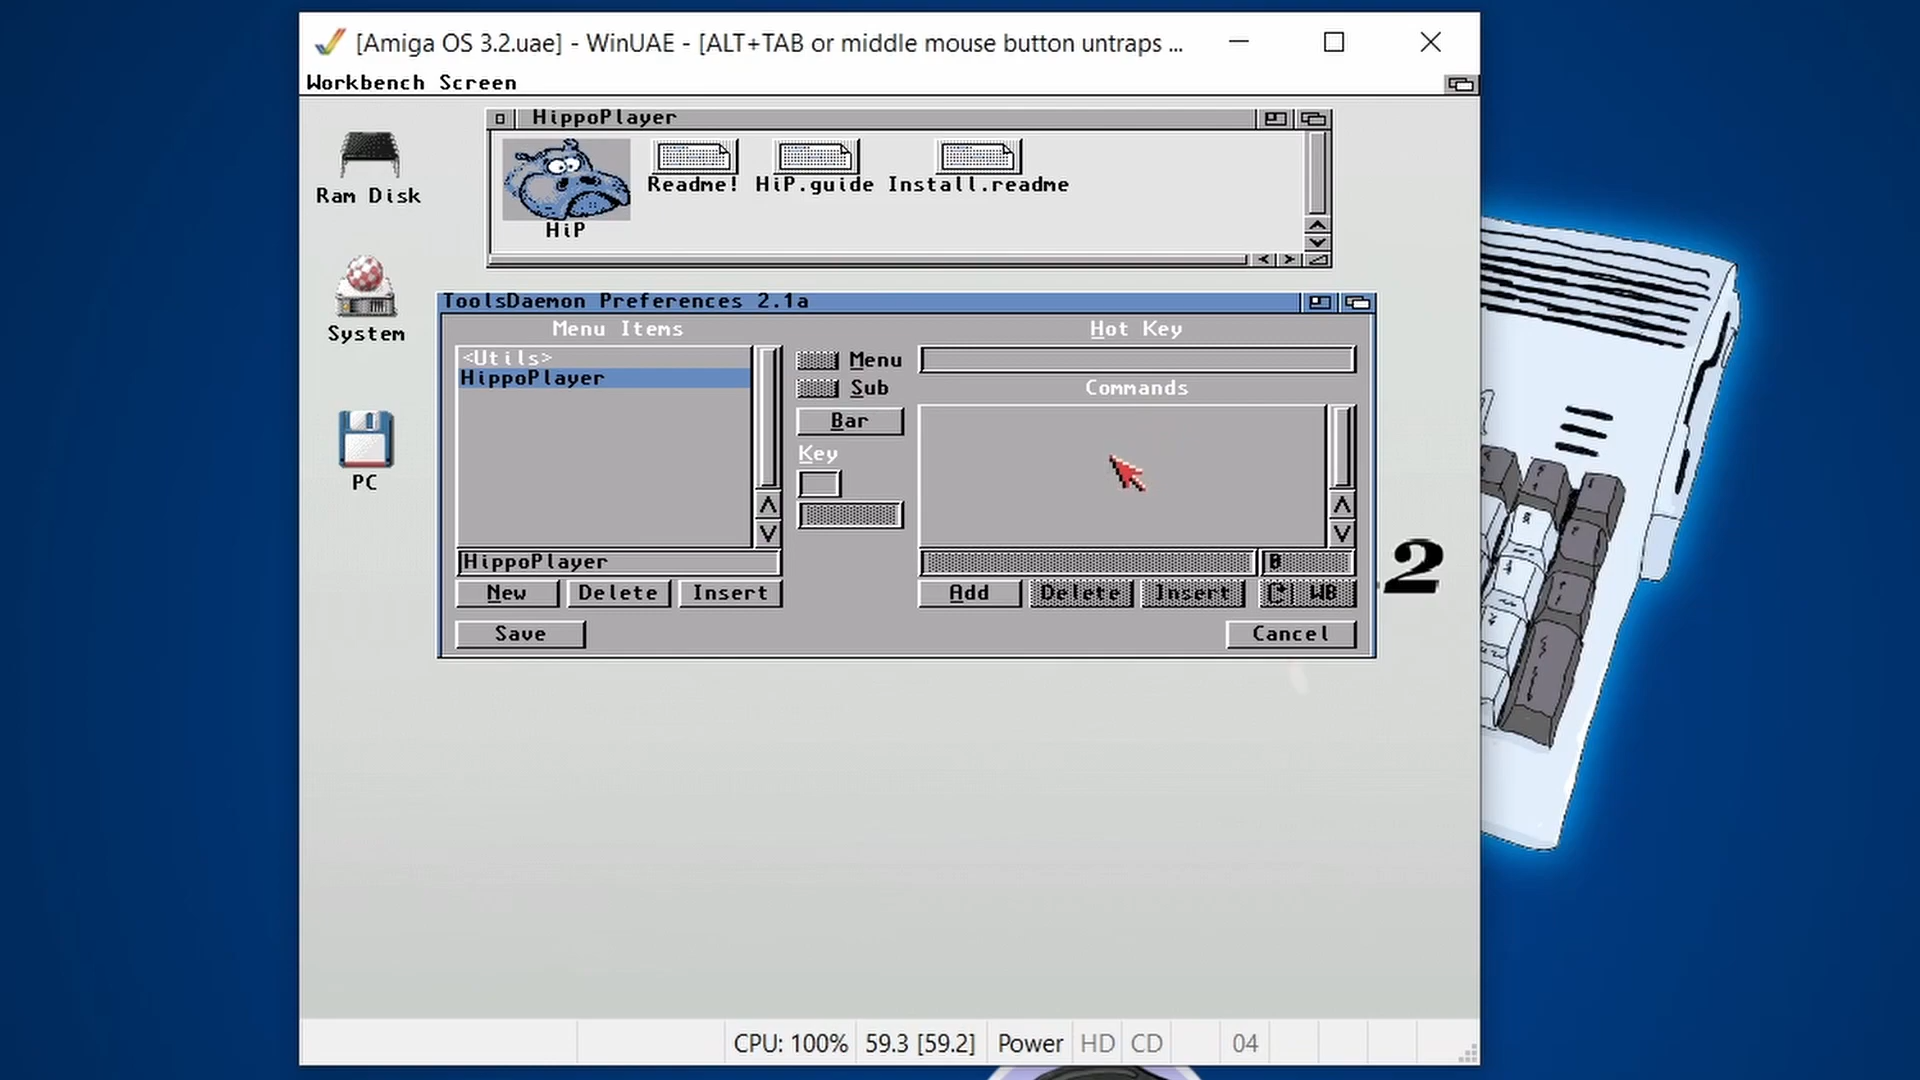 [Amiga OS 3.2.uae] - WinUAE - [ALT+TAB or middle mouse button untraps ...
Workbench Screen
HippoPlayer
Ram Disk
Readme!
HiP.guide
Install.readme
HiP
System
PC
ToolsDaemon Preferences 2.1a
Menu Items
Hot Key
<Utils>
HippoPlayer
Menu
Sub
Commands
Bar
Key
HippoPlayer
New
Delete
Insert
Add
Delete
Insert
WB
Save
Cancel
.2
CPU: 100%
59.3 [59.2]
Power
HD
CD
04